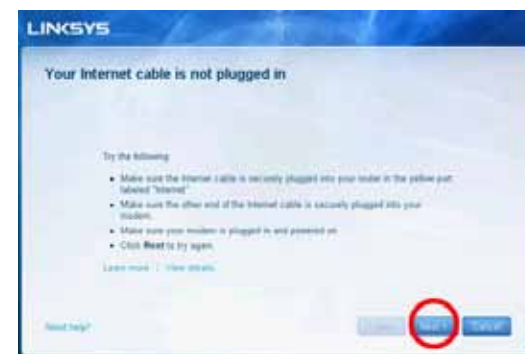 LINKSYS
Your Internet cable is not plugged in
Try the following:
• Make sure the Internet cable is securely plugged into your router in the yellow port
labeled "Internet"
• Make sure the other end of the Internet cable is securely plugged into your
modem.
• Make sure your modem is plugged in and powered on
• Click Next to try again.
Learn more | View details
Need help?
Next
Cancel